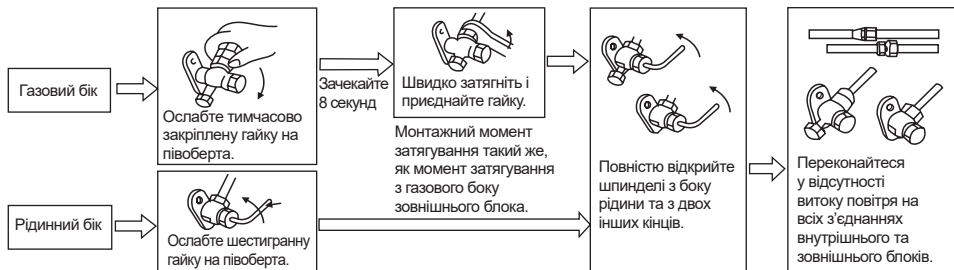 Газовий бік
Ослабте тимчасово
закріплену гайку на
півоберта.
Зачекайте
8 секунд
Швидко затягніть і
приєднайте гайку.
Монтажний момент
затягування такий же,
як момент затягування
з газового боку
зовнішнього блока.
Рідинний бік
Ослабте шестигранну
гайку на півоберта.
Повністю відкрийте
шпинделі з боку
рідини та з двох
інших кінців.
Переконайтеся
у відсутності
витоку повітря на
всіх з’єднаннях
внутрішнього та
зовнішнього блоків.